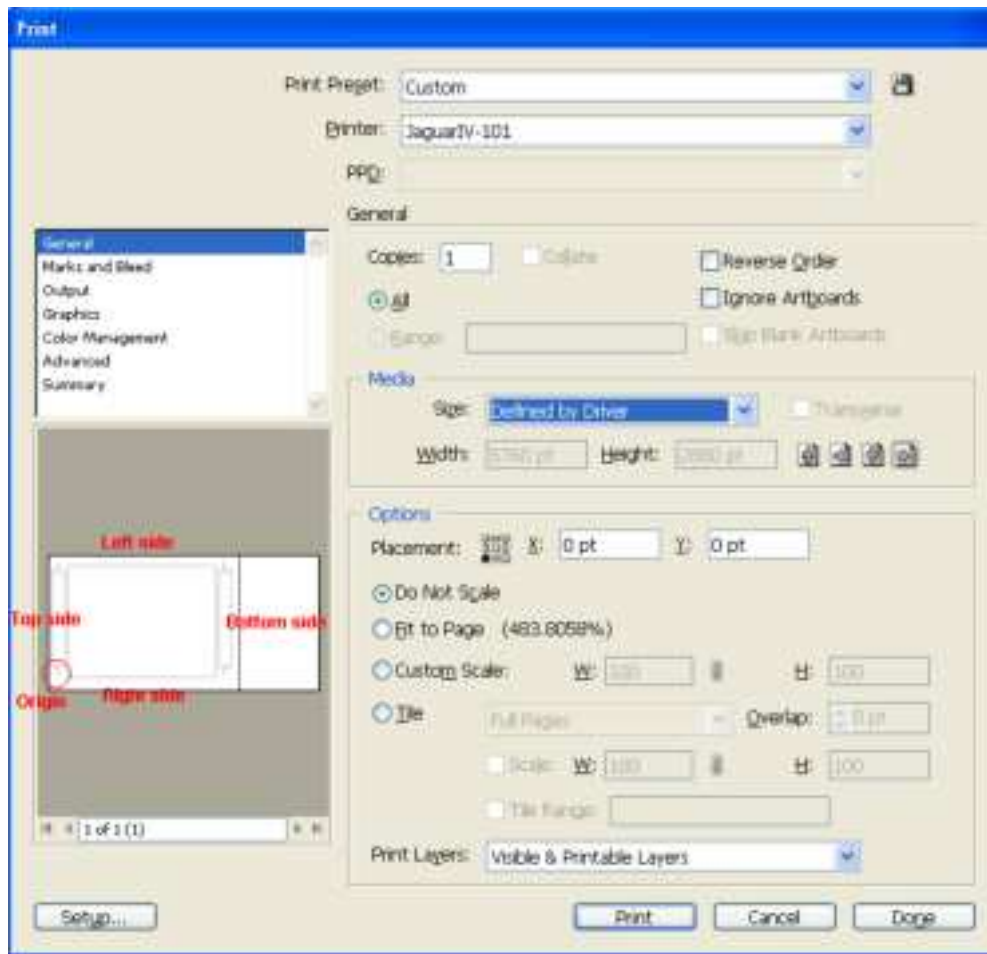 Print
Print Preset: Custom
Printer: JaguarIV-101
PPD:
General
General
Marks and Bleed
Output
Graphics
Color Management
Advanced
Summary
Copies: 1 Collate
Reverse Order
All
Ignore Artboards
Range:
Skip Blank Artboards
Media
Size: Defined by Driver Transverse
Width: Height:
Left side
Top side
Bottom side
Right side
Origin
1 of 1 (1)
Options
Placement: X: 0 pt Y: 0 pt
Do Not Scale
Fit to Page (483.8058%)
Custom Scale: W: 100 H: 100
Tile Full Pages Overlap: 0 pt
Scale: W: 100 H: 100
Tile Range:
Print Layers: Visible & Printable Layers
Setup... Print Cancel Done